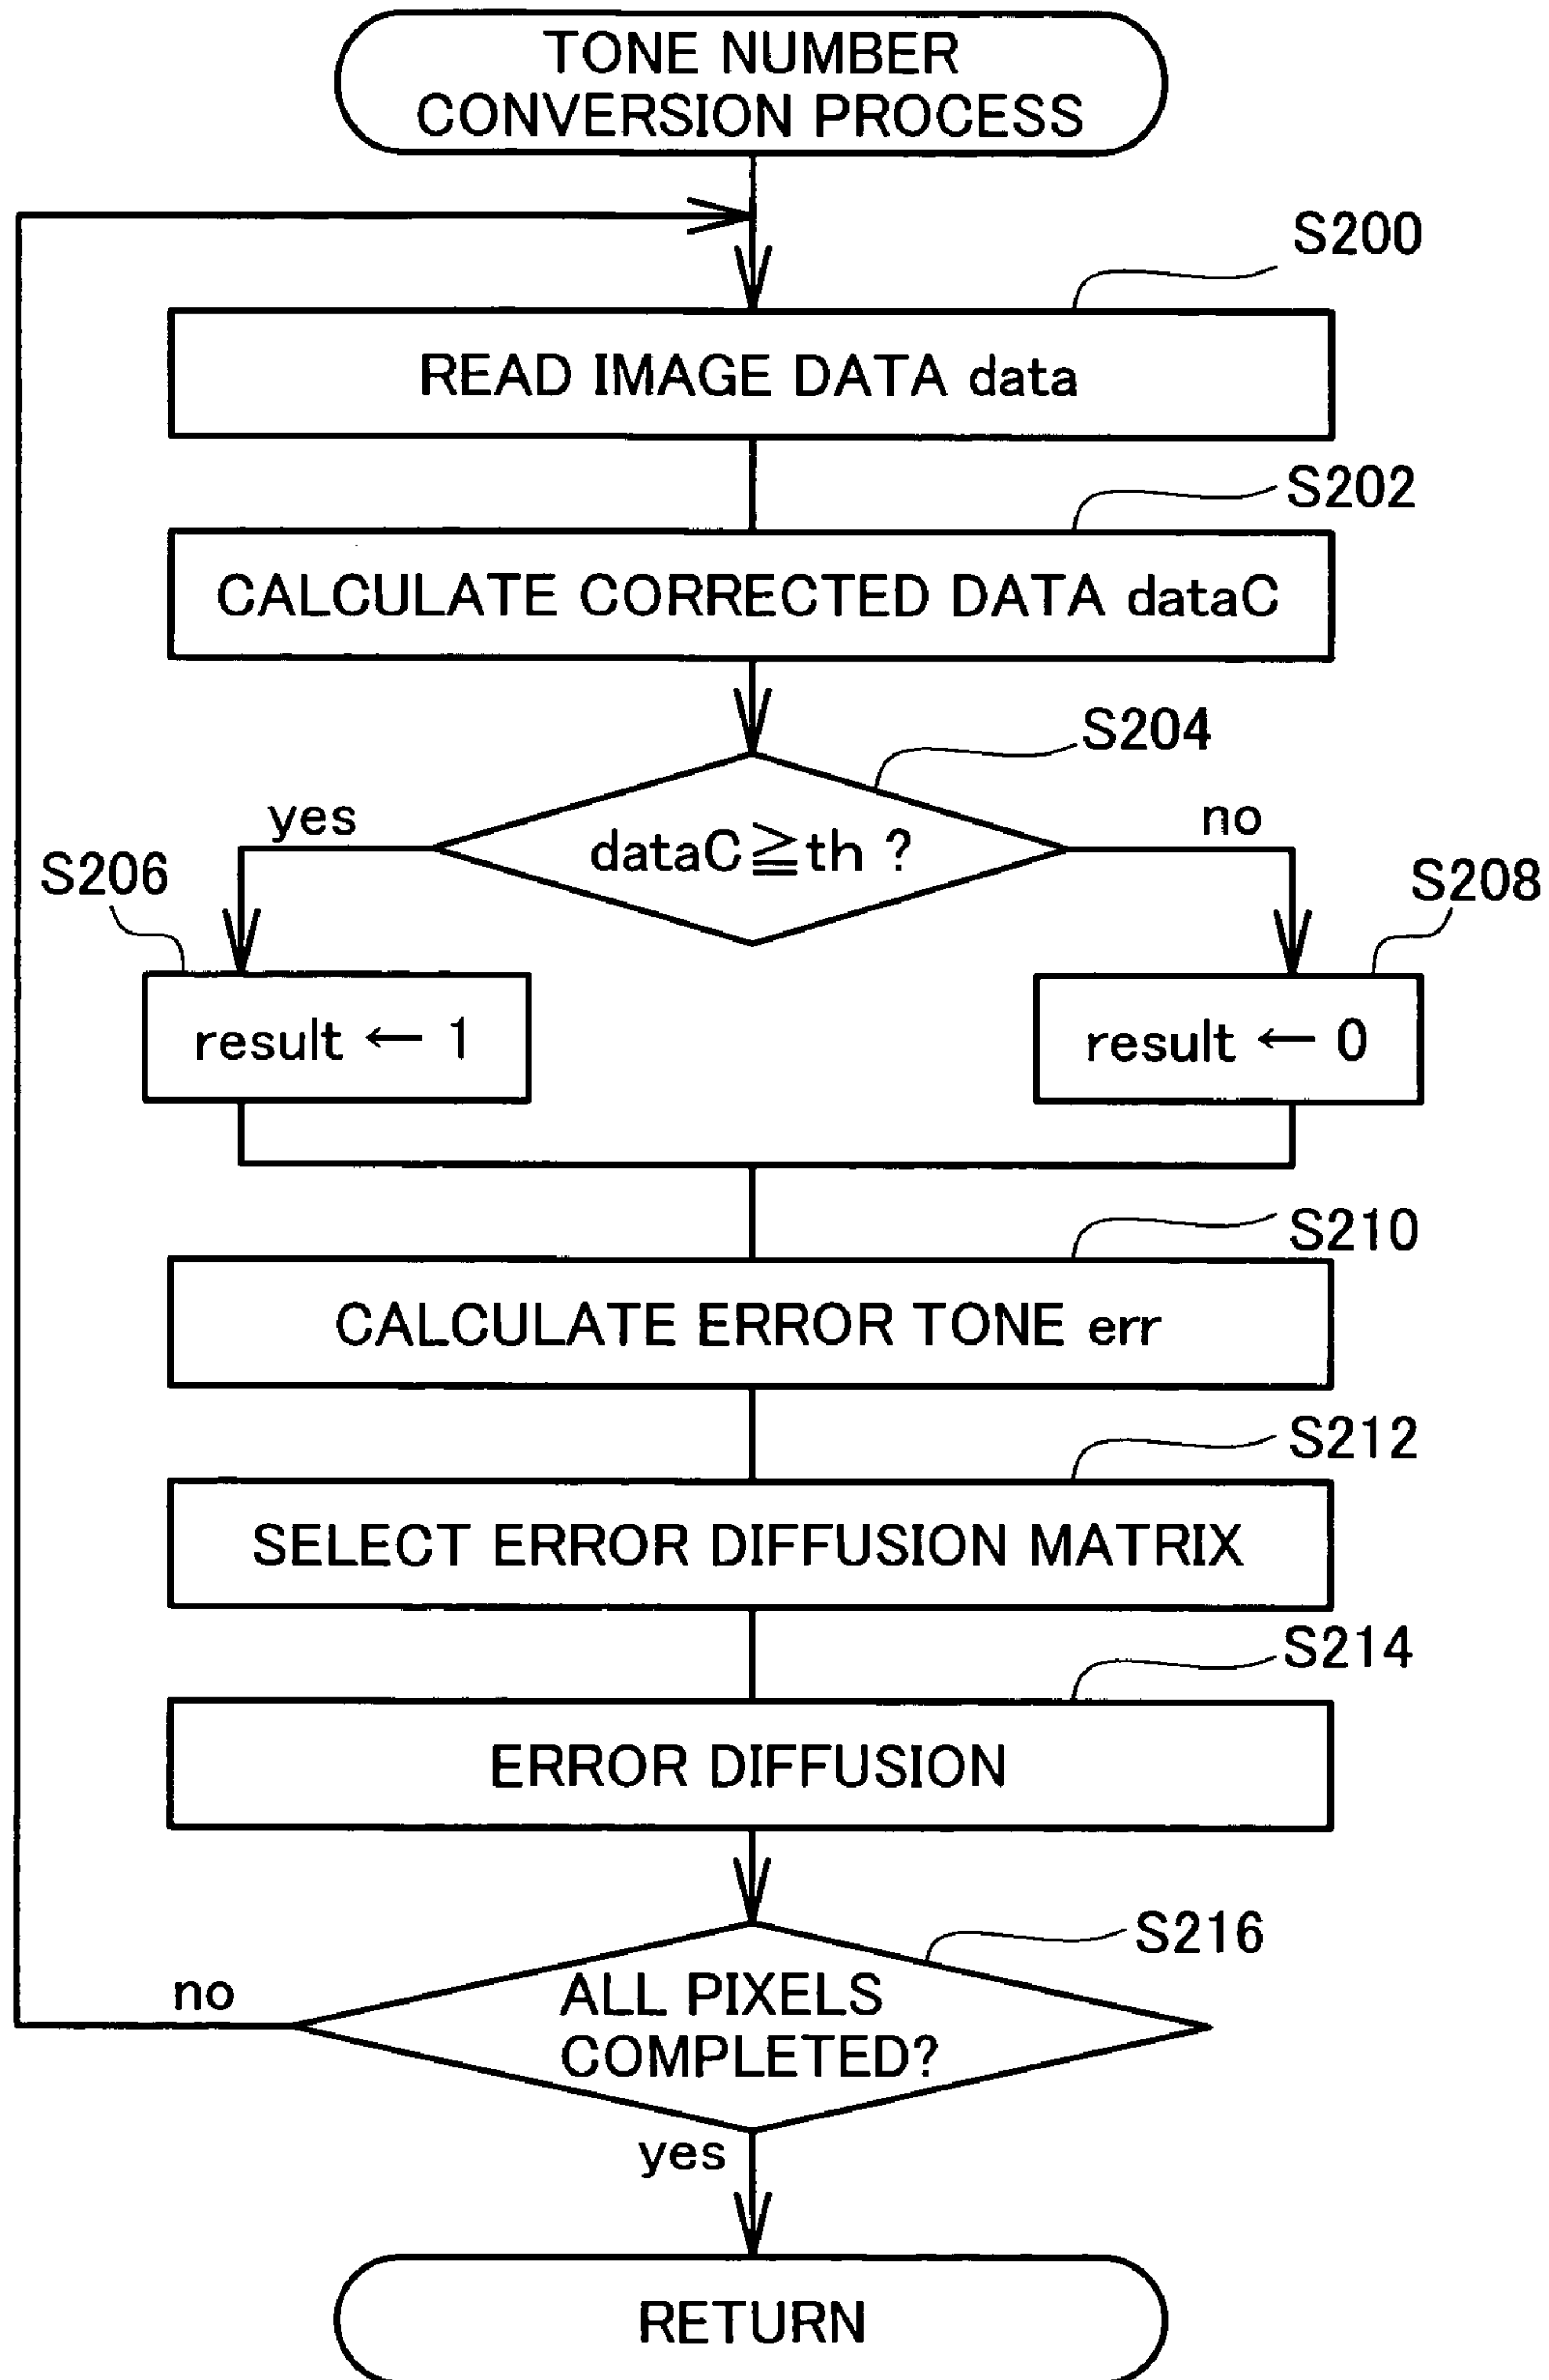 TONE NUMBER
CONVERSION PROCESS
S200
READ IMAGE DATA data
S202
CALCULATE CORRECTED DATA dataC
S204
yes
dataC≧th ?
no
S206
S208
result ← 1
result ← 0
S210
CALCULATE ERROR TONE err
S212
SELECT ERROR DIFFUSION MATRIX
S214
ERROR DIFFUSION
S216
no
ALL PIXELS
COMPLETED?
yes
RETURN